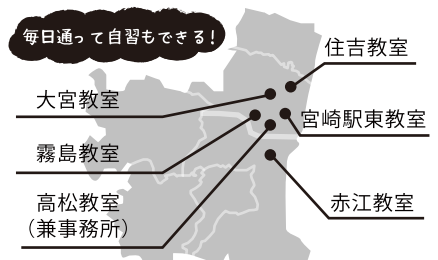 毎日通って自習もできる！
住吉教室
大宮教室
宮崎駅東教室
霧島教室
高松教室
（兼事務所）
赤江教室